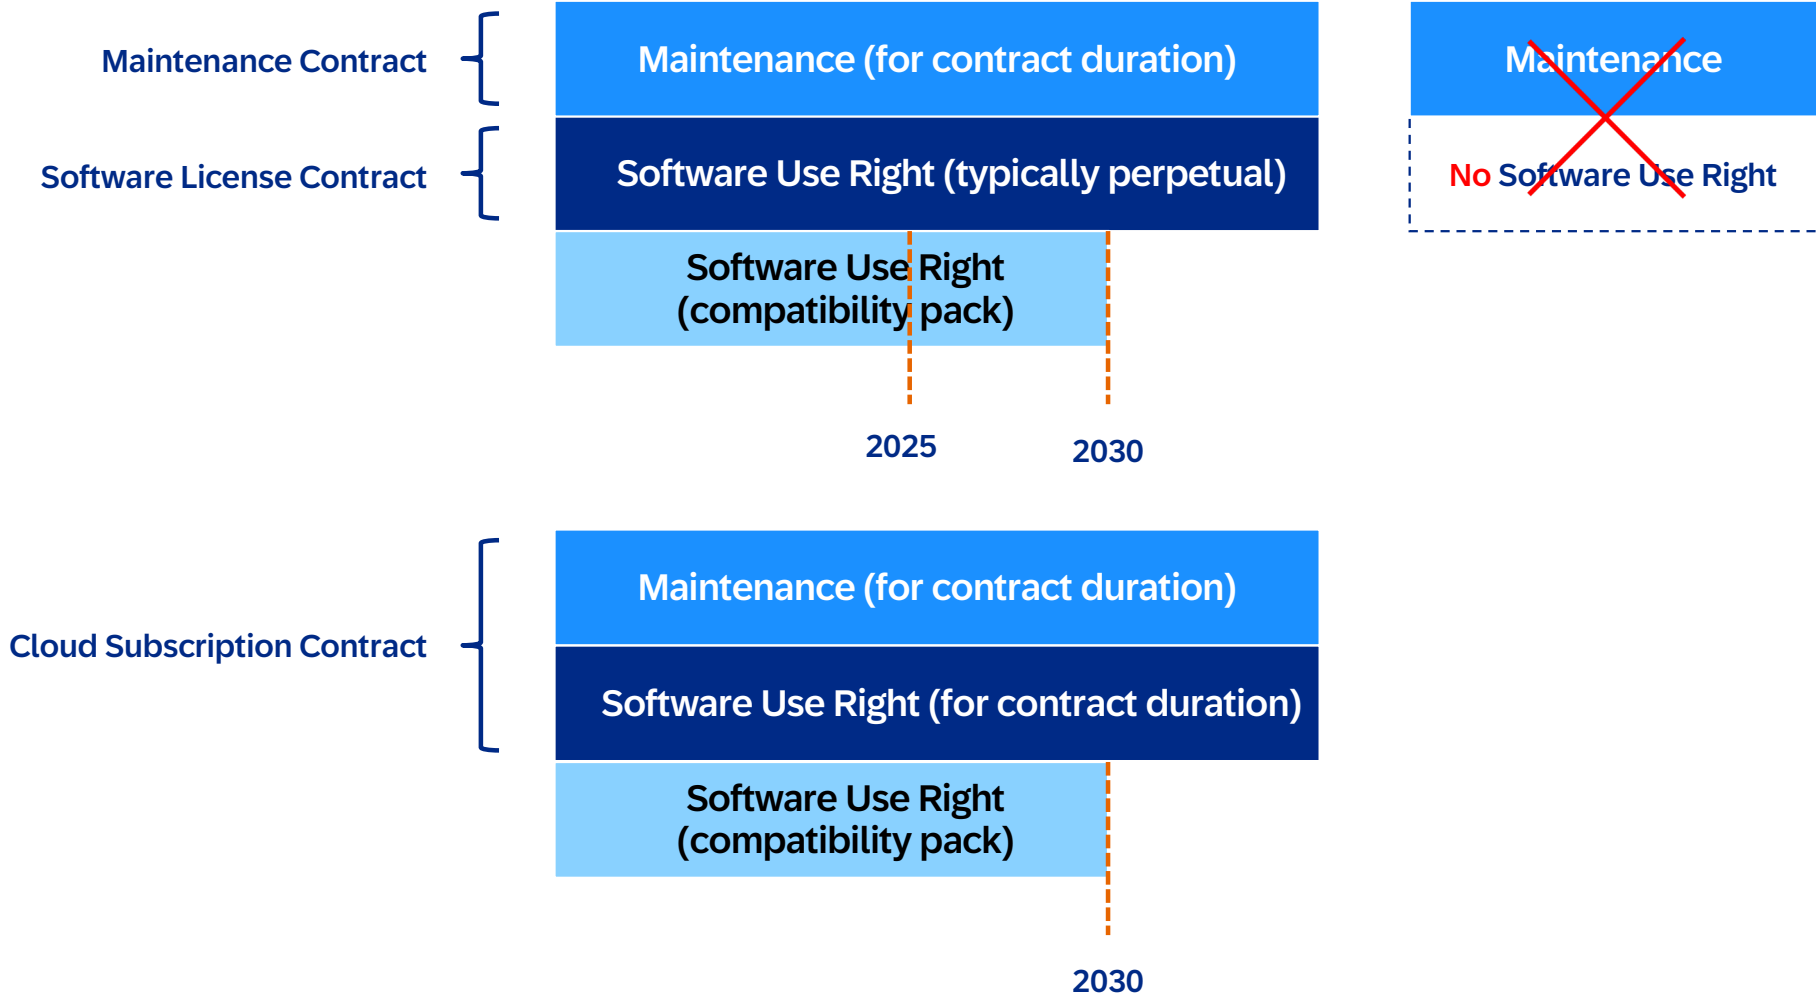 Maintenance Contract
Maintenance (for contract duration)
Maintenance
Software License Contract
Software Use Right (typically perpetual)
No Software Use Right
Software Use Right
(compatibility pack)
2025
2030
Cloud Subscription Contract
Maintenance (for contract duration)
Software Use Right (for contract duration)
Software Use Right
(compatibility pack)
2030